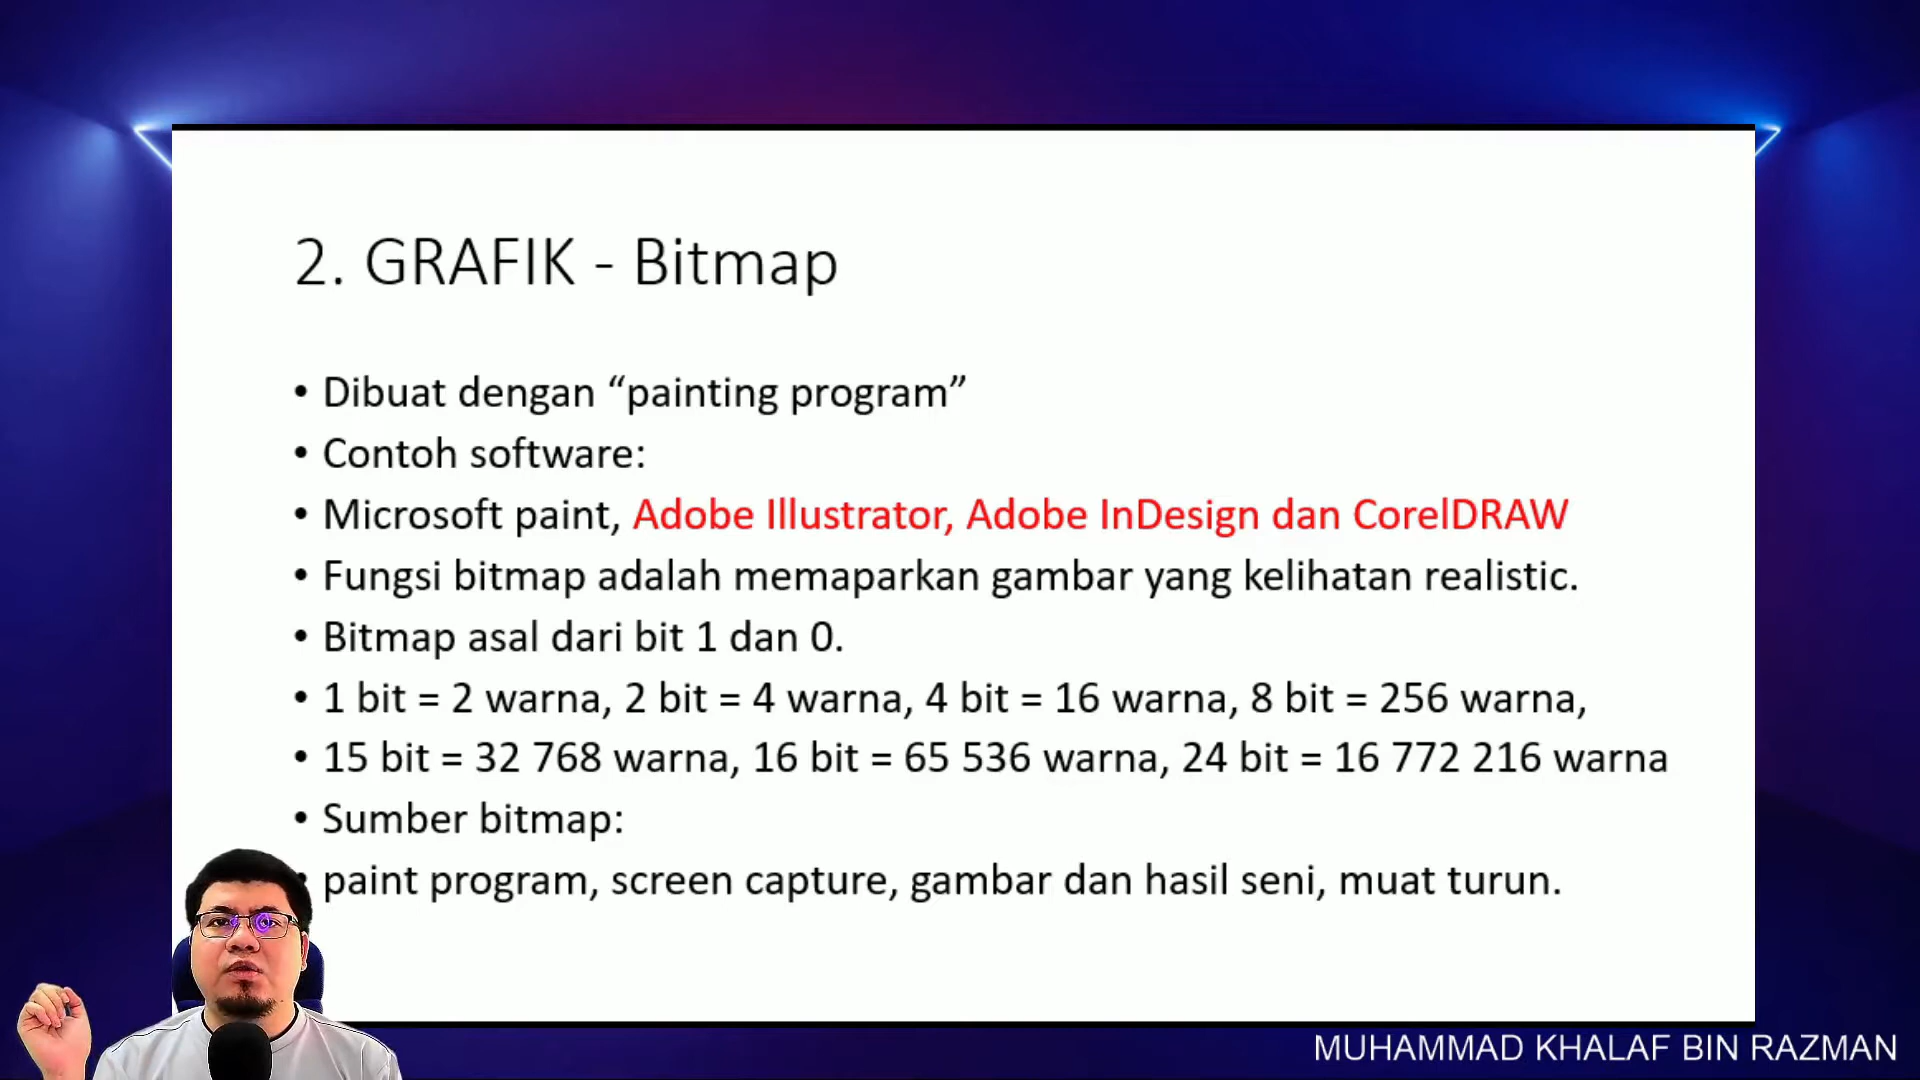 2. GRAFIK - Bitmap
• Dibuat dengan “painting program”
• Contoh software:
• Microsoft paint, Adobe Illustrator, Adobe InDesign dan CorelDRAW
• Fungsi bitmap adalah memaparkan gambar yang kelihatan realistic.
• Bitmap asal dari bit 1 dan 0.
• 1 bit = 2 warna, 2 bit = 4 warna, 4 bit = 16 warna, 8 bit = 256 warna,
• 15 bit = 32 768 warna, 16 bit = 65 536 warna, 24 bit = 16 772 216 warna
• Sumber bitmap:
• paint program, screen capture, gambar dan hasil seni, muat turun.
MUHAMMAD KHALAF BIN RAZMAN